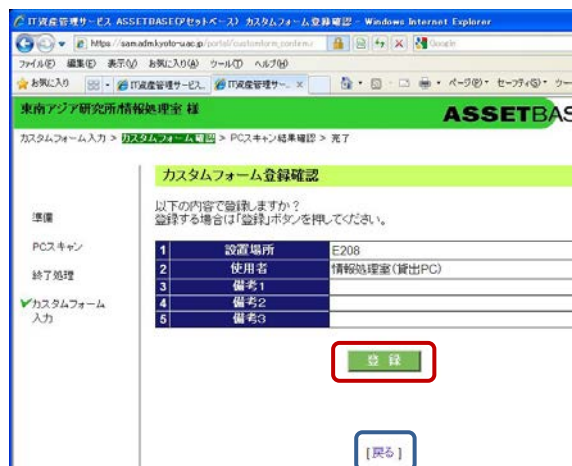 IT資産管理サービス ASSETBASE(アセットベース) カスタムフォーム登録確認 - Windows Internet Explorer
https://sam.adm.kyoto-u.ac.jp/portal/customform_confirm.r
Google
ファイル(F) 編集(E) 表示(V) お気に入り(A) ツール(T) ヘルプ(H)
お気に入り IT資産管理サービス... IT資産管理サー... ページ(P) セーフティ(S) ツー
東南アジア研究所/情報処理室 様
ASSETBAS
カスタムフォーム入力 > カスタムフォーム確認 > PCスキャン結果確認 > 完了
カスタムフォーム登録確認
以下の内容で登録しますか?
登録する場合は「登録」ボタンを押してください。
準備
PCスキャン
終了処理
カスタムフォーム
入力
1 設置場所 E208
2 使用者 情報処理室(貸出PC)
3 備考1
4 備考2
5 備考3
登 録
[戻る]